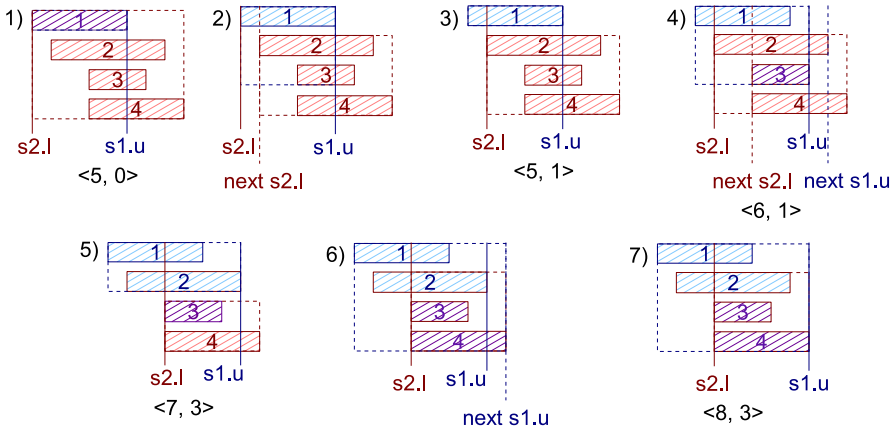 1) 1 2 3 4 s2.l s1.u <5, 0>
2) 1 2 3 4 s2.l s1.u next s2.l
3) 1 2 3 4 s2.l s1.u <5, 1>
4) 1 2 3 4 s2.l s1.u next s2.l next s1.u <6, 1>
5) 1 2 3 4 s2.l s1.u <7, 3>
6) 1 2 3 4 s2.l s1.u next s1.u
7) 1 2 3 4 s2.l s1.u <8, 3>